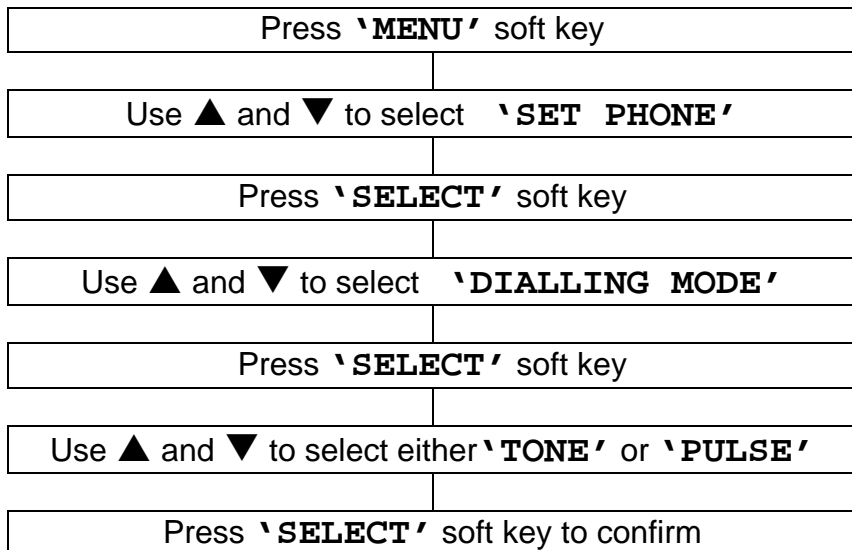 Press ‵MENU′ soft key
Use ▲ and ▼ to select ‵SET PHONE′
Press ‵SELECT′ soft key
Use ▲ and ▼ to select ‵DIALLING MODE′
Press ‵SELECT′ soft key
Use ▲ and ▼ to select either‵TONE′ or ‵PULSE′
Press ‵SELECT′ soft key to confirm